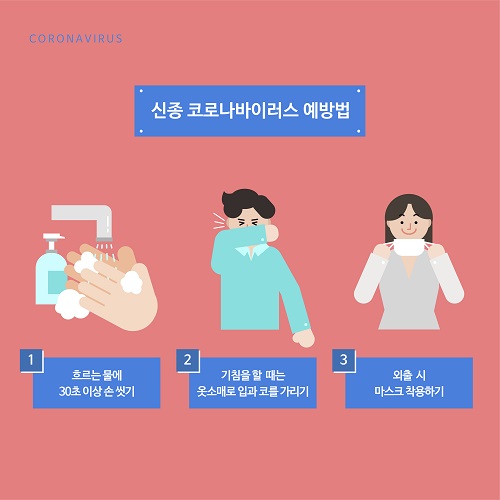 CORONAVIRUS
신종 코로나바이러스 예방법
1
흐르는 물에
30초 이상 손 씻기
2
기침을 할 때는
옷소매로 입과 코를 가리기
3
외출 시
마스크 착용하기